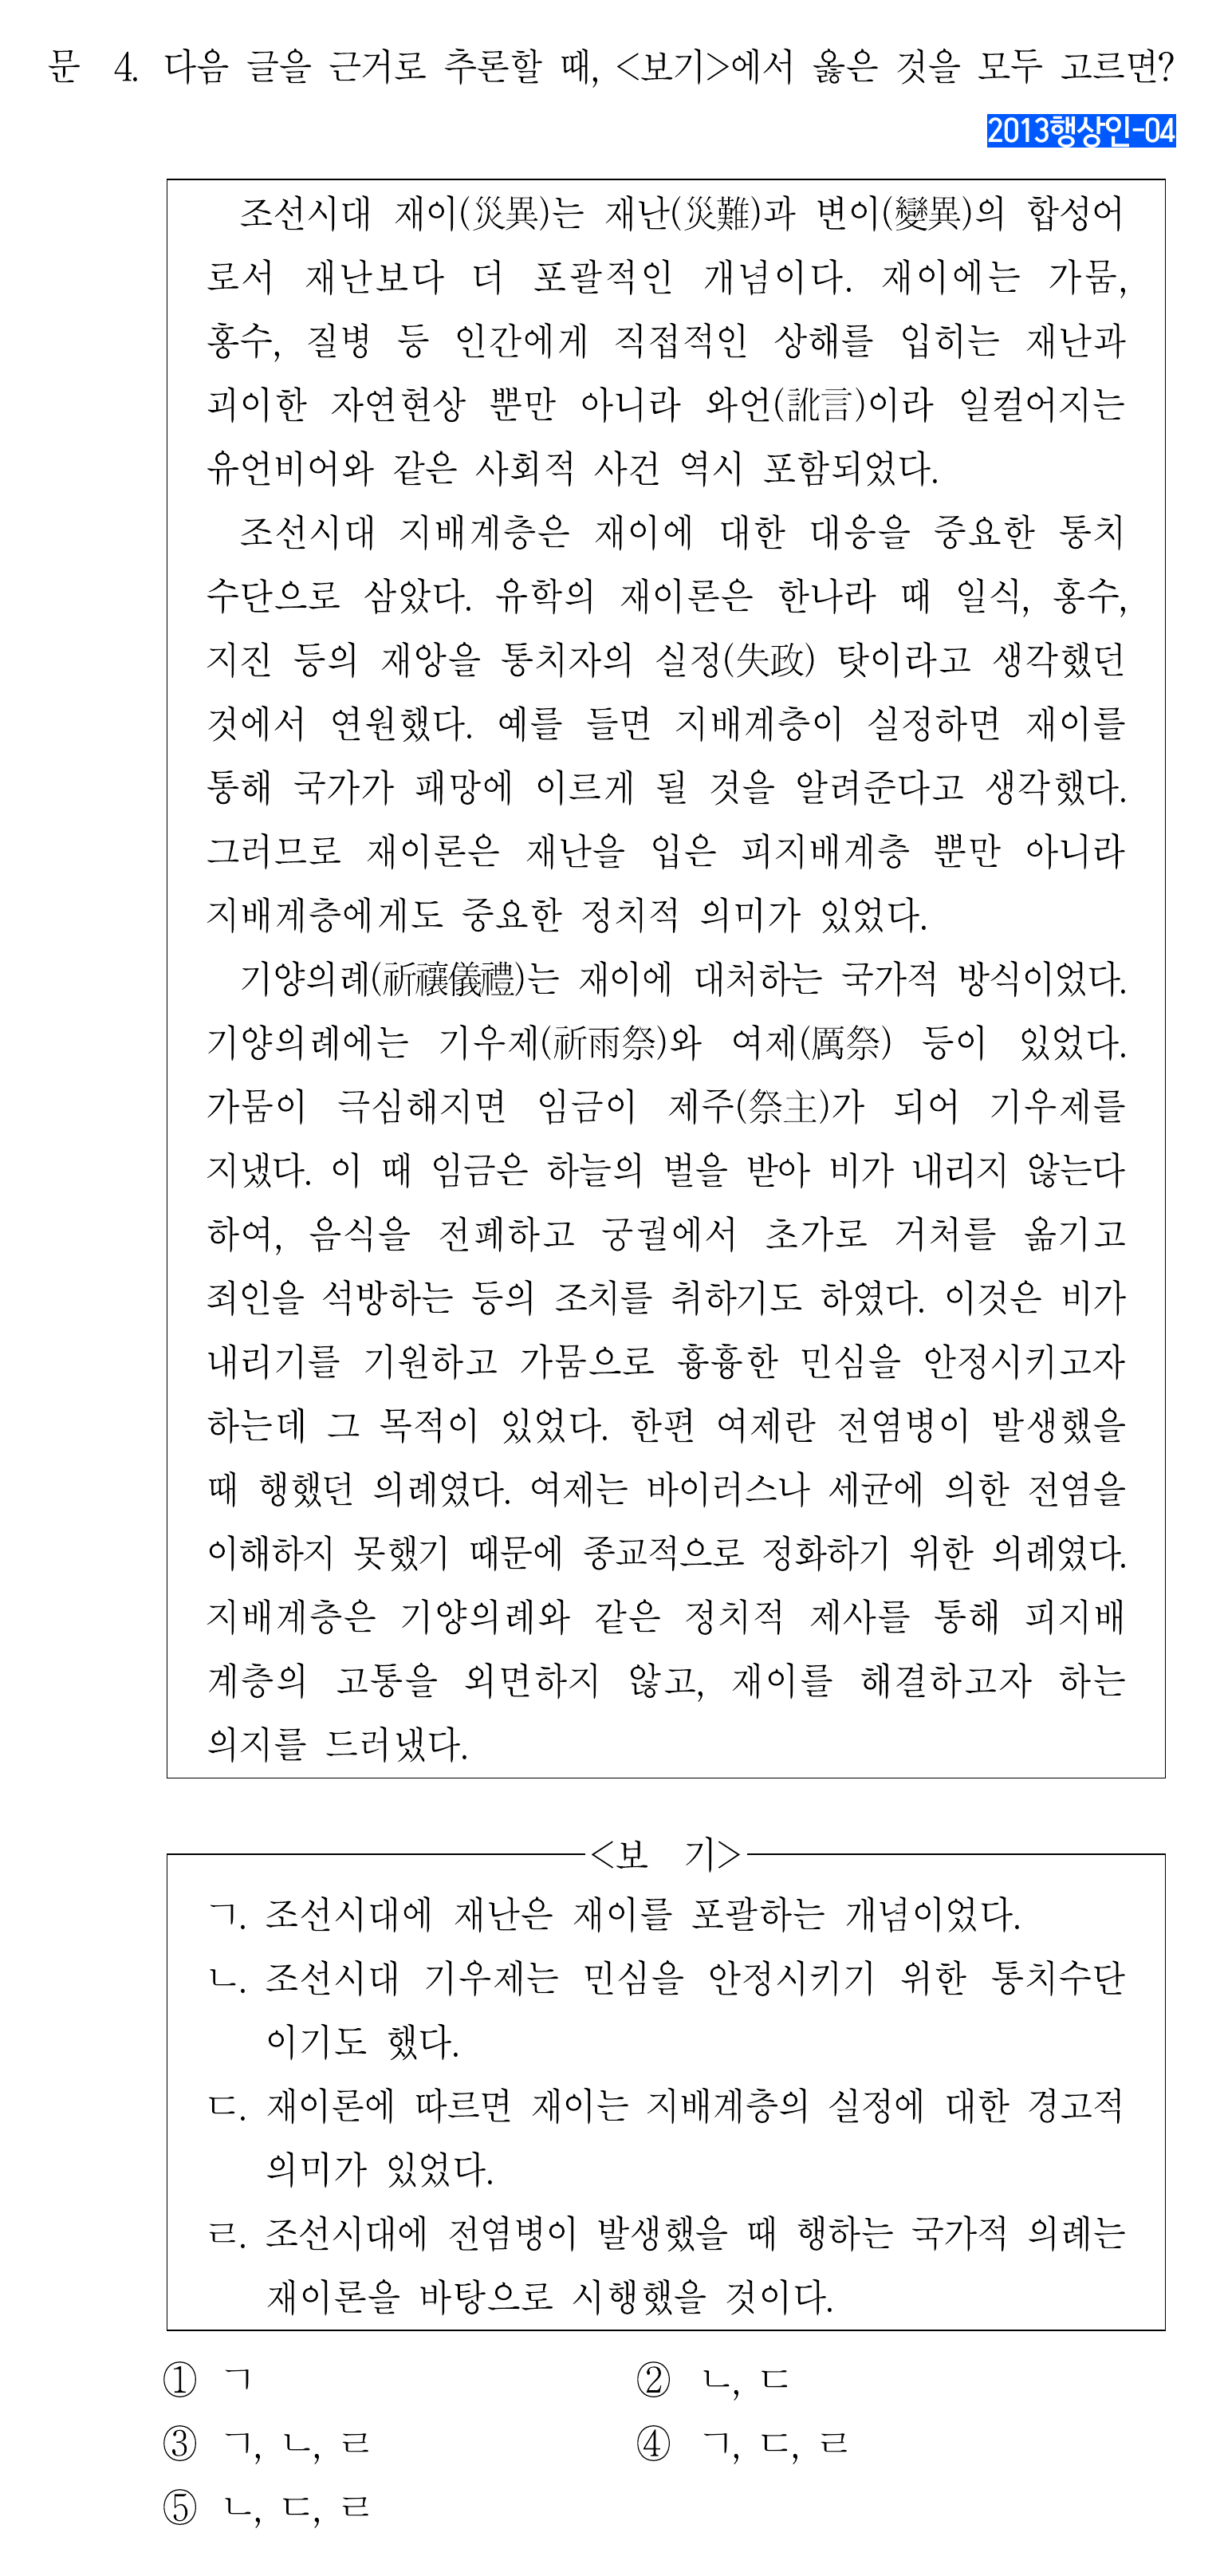 문 4. 다음 글을 근거로 추론할 때, <보기>에서 옳은 것을 모두 고르면?
2013행상인-04
조선시대 재이(災異)는 재난(災難)과 변이(變異)의 합성어
로서 재난보다 더 포괄적인 개념이다. 재이에는 가뭄,
홍수, 질병 등 인간에게 직접적인 상해를 입히는 재난과
괴이한 자연현상 뿐만 아니라 와언(訛言)이라 일컬어지는
유언비어와 같은 사회적 사건 역시 포함되었다.
조선시대 지배계층은 재이에 대한 대응을 중요한 통치
수단으로 삼았다. 유학의 재이론은 한나라 때 일식, 홍수,
지진 등의 재앙을 통치자의 실정(失政) 탓이라고 생각했던
것에서 연원했다. 예를 들면 지배계층이 실정하면 재이를
통해 국가가 패망에 이르게 될 것을 알려준다고 생각했다.
그러므로 재이론은 재난을 입은 피지배계층 뿐만 아니라
지배계층에게도 중요한 정치적 의미가 있었다.
기양의례(祈禳儀禮)는 재이에 대처하는 국가적 방식이었다.
기양의례에는 기우제(祈雨祭)와 여제(厲祭) 등이 있었다.
가뭄이 극심해지면 임금이 제주(祭主)가 되어 기우제를
지냈다. 이 때 임금은 하늘의 벌을 받아 비가 내리지 않는다
하여, 음식을 전폐하고 궁궐에서 초가로 거처를 옮기고
죄인을 석방하는 등의 조치를 취하기도 하였다. 이것은 비가
내리기를 기원하고 가뭄으로 흉흉한 민심을 안정시키고자
하는데 그 목적이 있었다. 한편 여제란 전염병이 발생했을
때 행했던 의례였다. 여제는 바이러스나 세균에 의한 전염을
이해하지 못했기 때문에 종교적으로 정화하기 위한 의례였다.
지배계층은 기양의례와 같은 정치적 제사를 통해 피지배
계층의 고통을 외면하지 않고, 재이를 해결하고자 하는
의지를 드러냈다.
<보 기>
ㄱ. 조선시대에 재난은 재이를 포괄하는 개념이었다.
ㄴ. 조선시대 기우제는 민심을 안정시키기 위한 통치수단
이기도 했다.
ㄷ. 재이론에 따르면 재이는 지배계층의 실정에 대한 경고적
의미가 있었다.
ㄹ. 조선시대에 전염병이 발생했을 때 행하는 국가적 의례는
재이론을 바탕으로 시행했을 것이다.
① ㄱ ② ㄴ, ㄷ
③ ㄱ, ㄴ, ㄹ ④ ㄱ, ㄷ, ㄹ
⑤ ㄴ, ㄷ, ㄹ